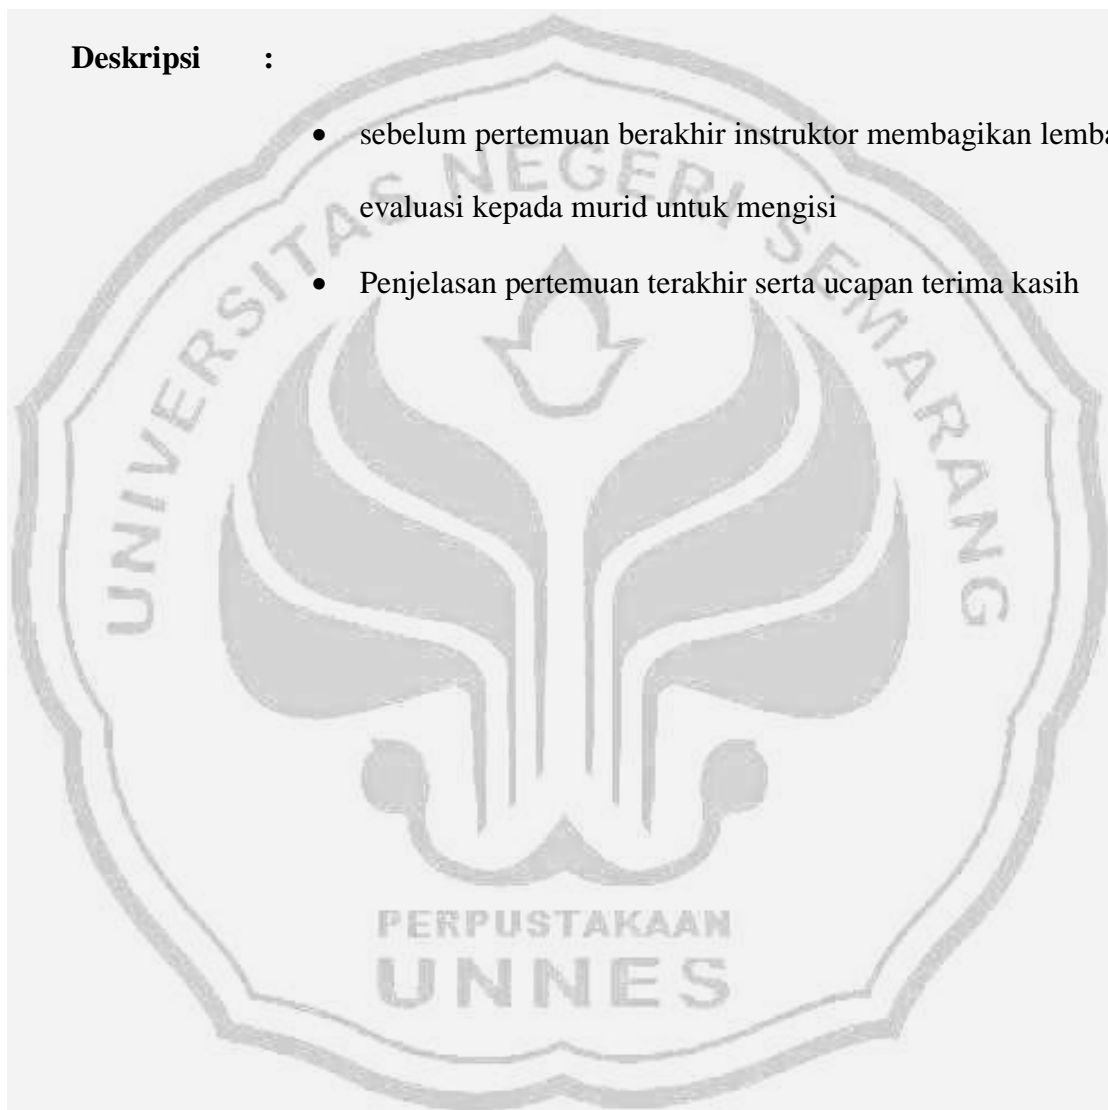 Deskripsi :
• sebelum pertemuan berakhir instruktor membagikan
evaluasi kepada murid untuk mengisi
• Penjelasan pertemuan terakhir serta ucapan terima kasih
UNIVERSITAS NEGERI SEMARANG
PERPUSTAKAAN
UNNES